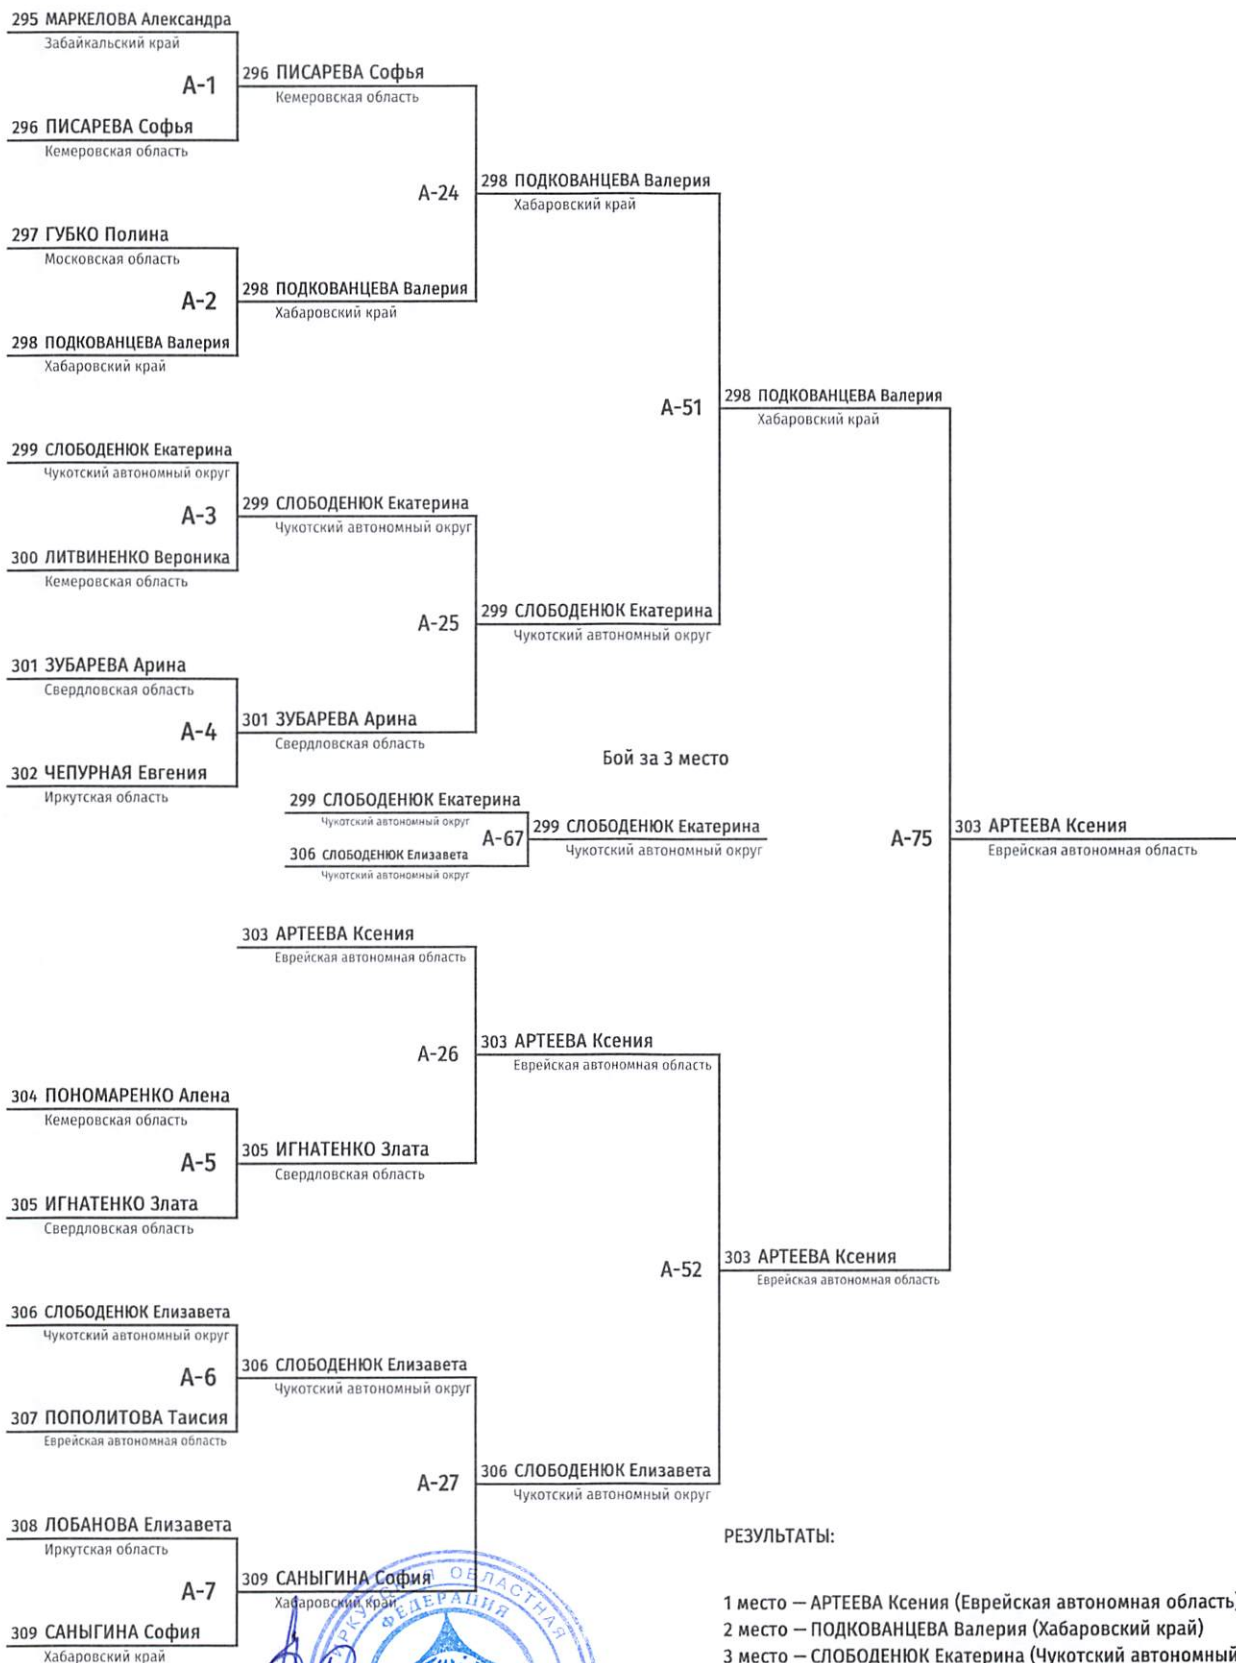 295 МАРКЕЛОВА Александра
Забайкальский край
А-1
296 ПИСАРЕВА Софья
Кемеровская область
296 ПИСАРЕВА Софья
Кемеровская область
А-24
298 ПОДКОВАНЦЕВА Валерия
Хабаровский край
297 ГУБКО Полина
Московская область
А-2
298 ПОДКОВАНЦЕВА Валерия
Хабаровский край
298 ПОДКОВАНЦЕВА Валерия
Хабаровский край
А-51
298 ПОДКОВАНЦЕВА Валерия
Хабаровский край
299 СЛОБОДЕНЮК Екатерина
Чукотский автономный округ
А-3
299 СЛОБОДЕНЮК Екатерина
Чукотский автономный округ
300 ЛИТВИНЕНКО Вероника
Кемеровская область
А-25
299 СЛОБОДЕНЮК Екатерина
Чукотский автономный округ
301 ЗУБАРЕВА Арина
Свердловская область
А-4
301 ЗУБАРЕВА Арина
Свердловская область
302 ЧЕПУРНАЯ Евгения
Иркутская область
Бой за 3 место
299 СЛОБОДЕНЮК Екатерина
Чукотский автономный округ
А-67
299 СЛОБОДЕНЮК Екатерина
Чукотский автономный округ
306 СЛОБОДЕНЮК Елизавета
Чукотский автономный округ
А-75
303 АРТЕЕВА Ксения
Еврейская автономная область
303 АРТЕЕВА Ксения
Еврейская автономная область
А-26
303 АРТЕЕВА Ксения
Еврейская автономная область
304 ПОНОМАРЕНКО Алена
Кемеровская область
А-5
305 ИГНАТЕНКО Злата
Свердловская область
305 ИГНАТЕНКО Злата
Свердловская область
А-52
303 АРТЕЕВА Ксения
Еврейская автономная область
306 СЛОБОДЕНЮК Елизавета
Чукотский автономный округ
А-6
306 СЛОБОДЕНЮК Елизавета
Чукотский автономный округ
307 ПОПОЛИТОВА Таисия
Еврейская автономная область
А-27
306 СЛОБОДЕНЮК Елизавета
Чукотский автономный округ
308 ЛОБАНОВА Елизавета
Иркутская область
А-7
309 САНЫГИНА София
Хабаровский край
309 САНЫГИНА София
Хабаровский край
ОБЛАСТНАЯ
ФЕДЕРАЦИЯ
РЕЗУЛЬТАТЫ:
1 место — АРТЕЕВА Ксения (Еврейская автономная область)
2 место — ПОДКОВАНЦЕВА Валерия (Хабаровский край)
3 место — СЛОБОДЕНЮК Екатерина (Чукотский автономный